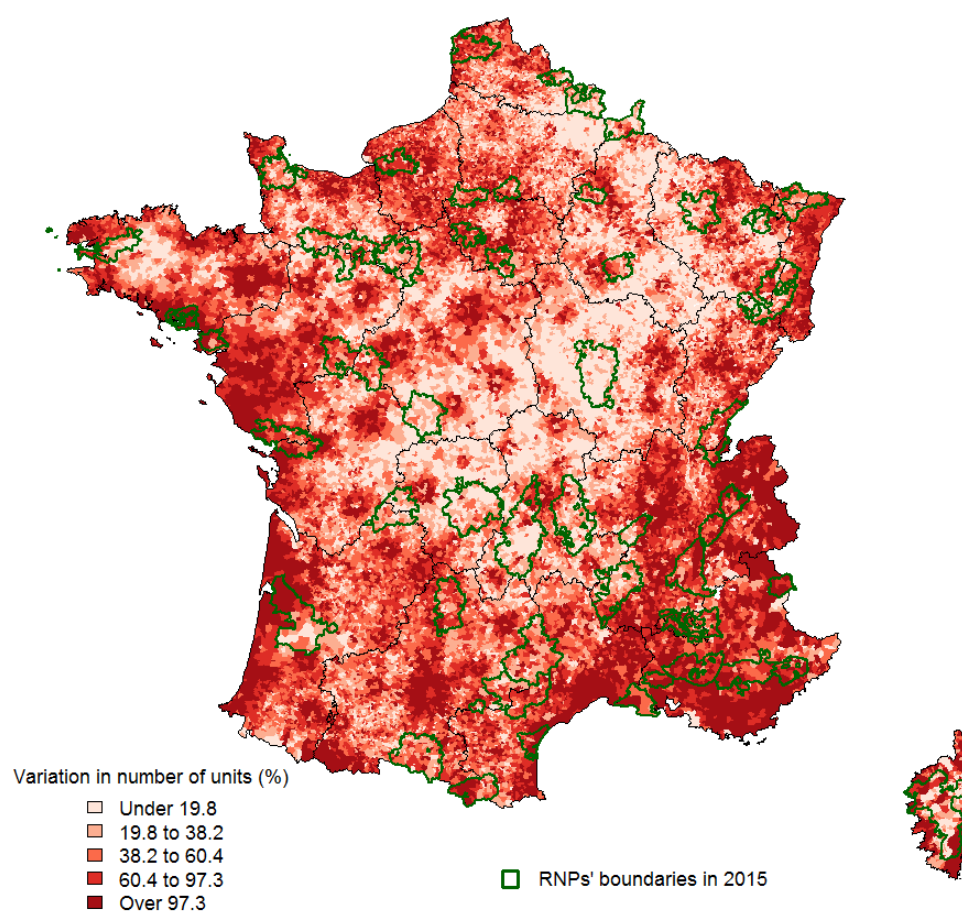 Variation in number of units (%)
Under 19.8
19.8 to 38.2
38.2 to 60.4
60.4 to 97.3
Over 97.3
RNPs' boundaries in 2015